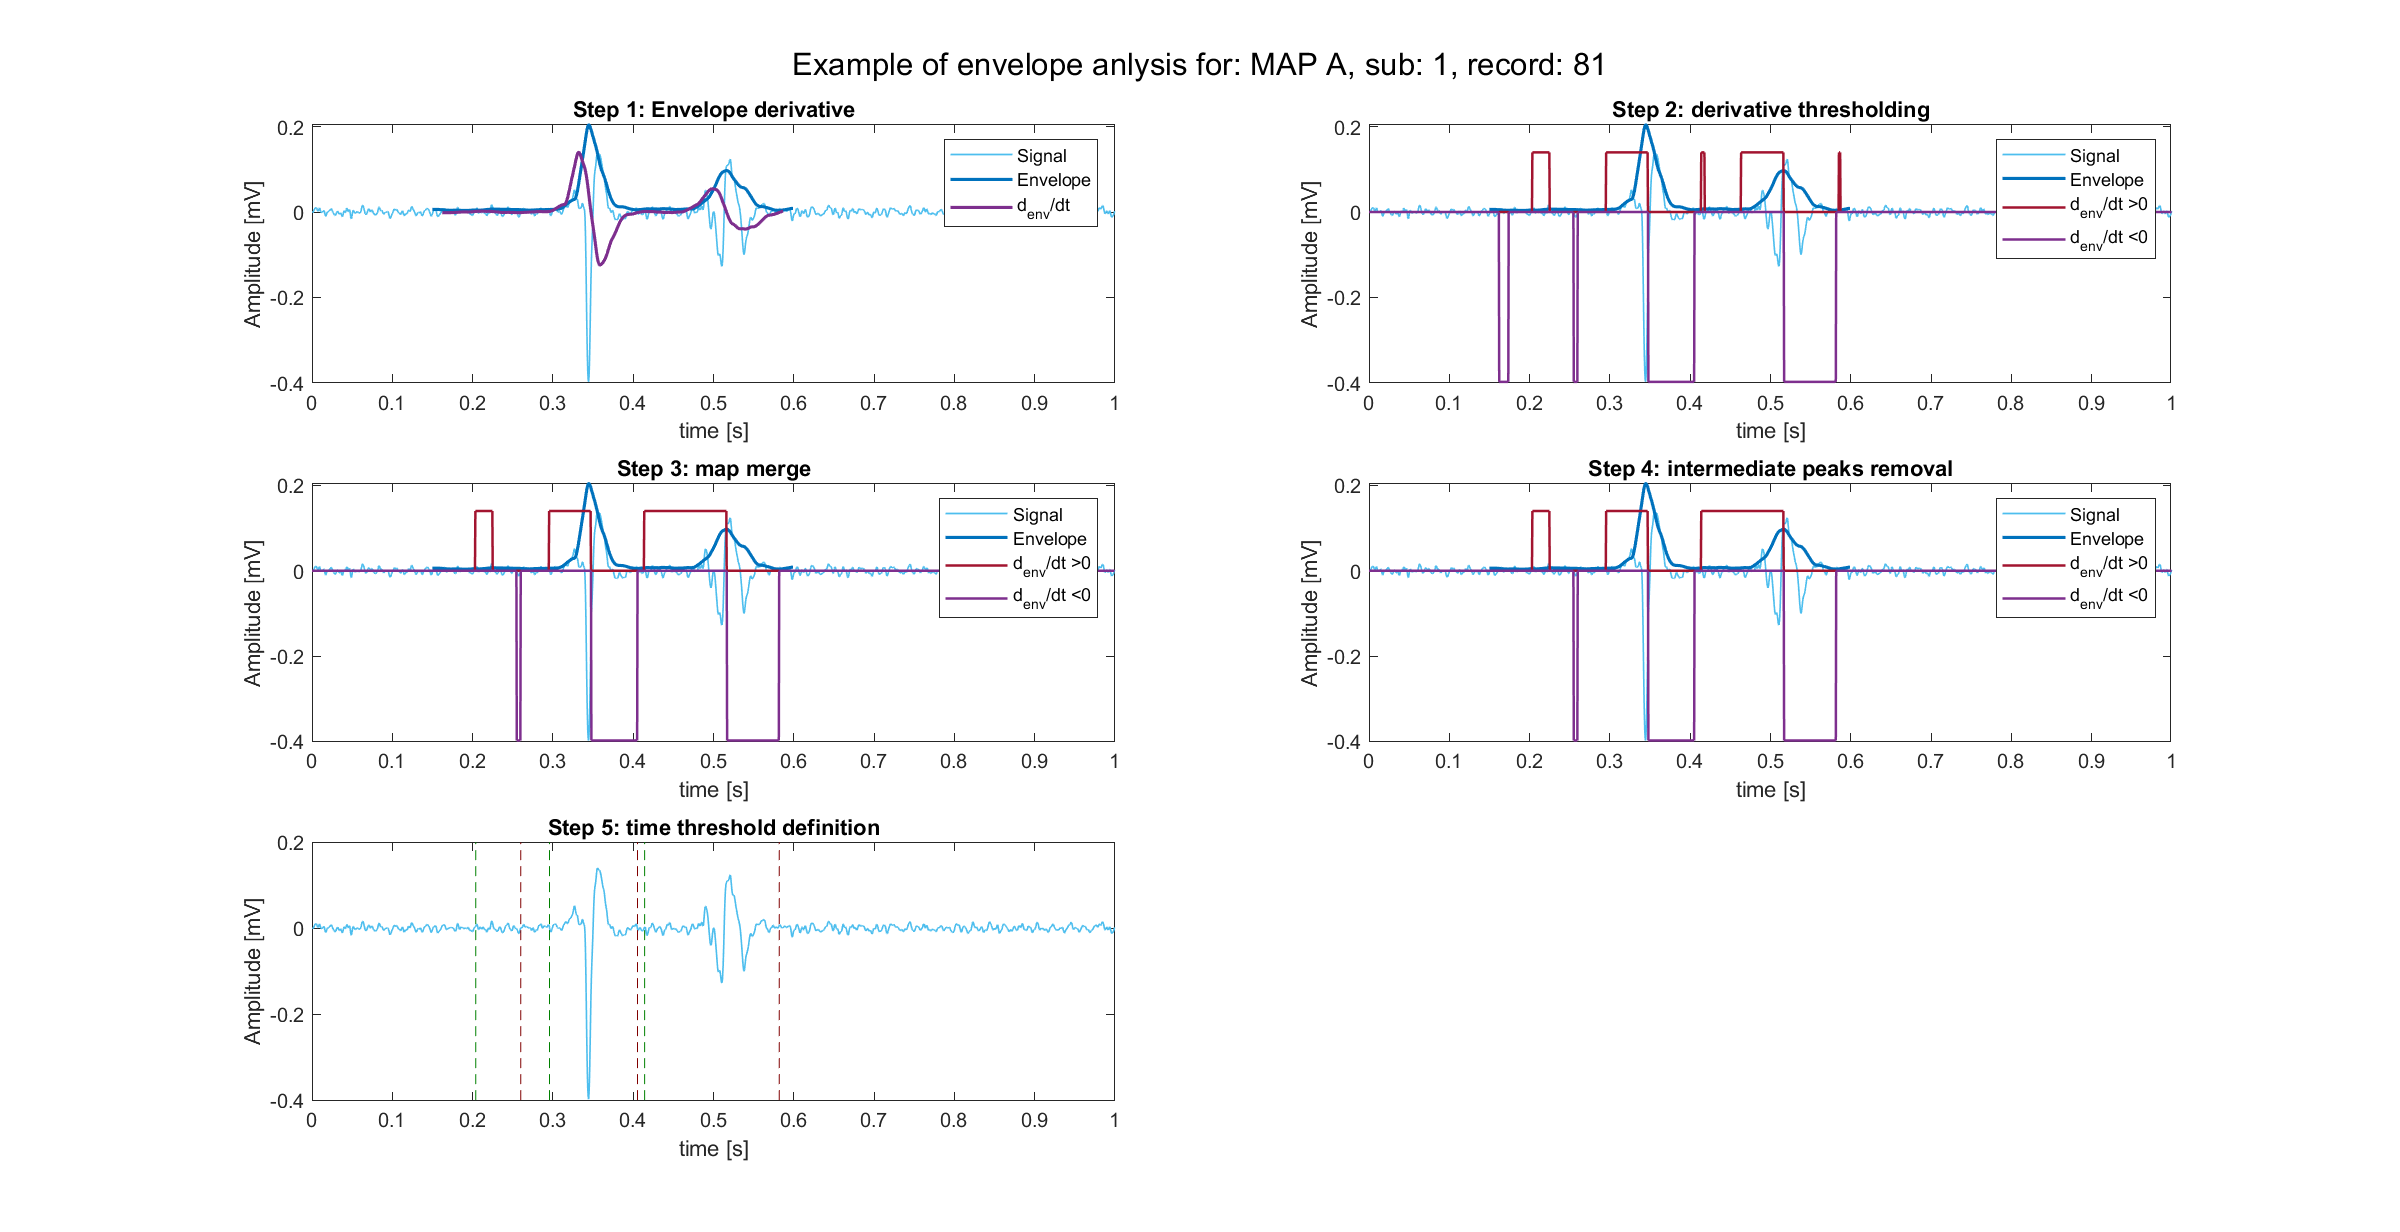 Example of envelope anlysis for: MAP A, sub: 1, record: 81
Step 1: Envelope derivative
0.2
0
-0.2
-0.4
Amplitude [mV]
0 0.1 0.2 0.3 0.4 0.5 0.6 0.7 0.8 0.9 1
time [s]
Signal
Envelope
d_env/dt
Step 2: derivative thresholding
0.2
0
-0.2
-0.4
Amplitude [mV]
0 0.1 0.2 0.3 0.4 0.5 0.6 0.7 0.8 0.9 1
time [s]
Signal
Envelope
d_env/dt >0
d_env/dt <0
Step 3: map merge
0.2
0
-0.2
-0.4
Amplitude [mV]
0 0.1 0.2 0.3 0.4 0.5 0.6 0.7 0.8 0.9 1
time [s]
Signal
Envelope
d_env/dt >0
d_env/dt <0
Step 4: intermediate peaks removal
0.2
0
-0.2
-0.4
Amplitude [mV]
0 0.1 0.2 0.3 0.4 0.5 0.6 0.7 0.8 0.9 1
time [s]
Signal
Envelope
d_env/dt >0
d_env/dt <0
Step 5: time threshold definition
0.2
0
-0.2
-0.4
Amplitude [mV]
0 0.1 0.2 0.3 0.4 0.5 0.6 0.7 0.8 0.9 1
time [s]